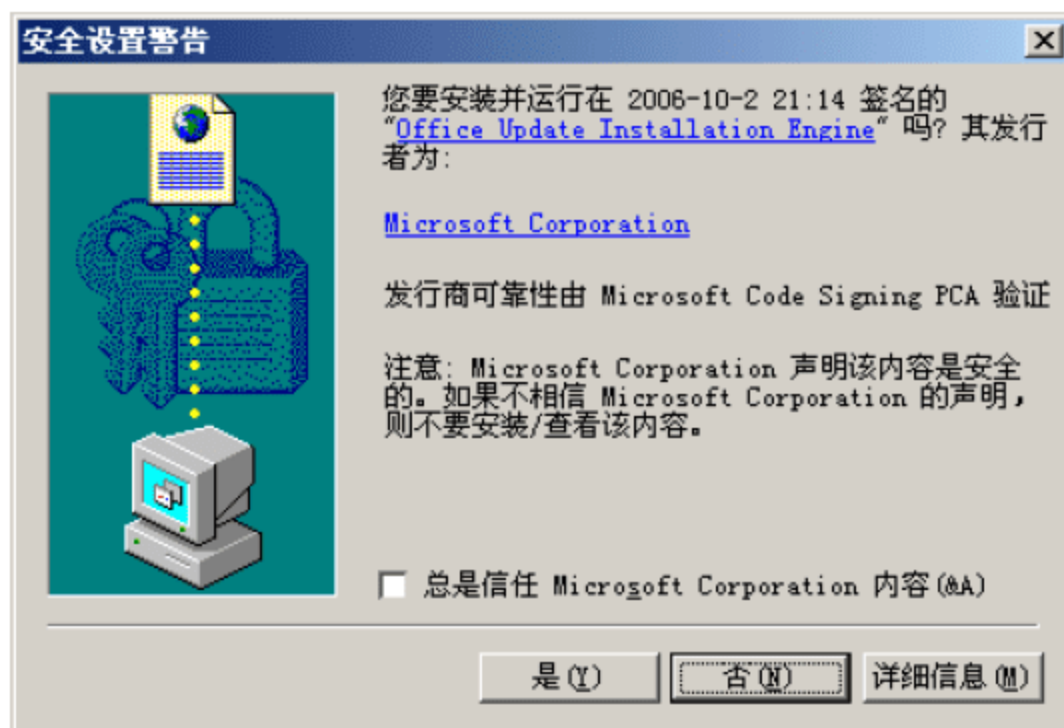 安全设置警告
您要安装并运行在 2006-10-2 21:14 签名的
"Office Update Installation Engine" 吗? 其发行
者为:
Microsoft Corporation
发行商可靠性由 Microsoft Code Signing PCA 验证
注意: Microsoft Corporation 声明该内容是安全
的。如果不相信 Microsoft Corporation 的声明，
则不要安装/查看该内容。
总是信任 Microsoft Corporation 内容(&A)
是(Y) 否(N) 详细信息(M)